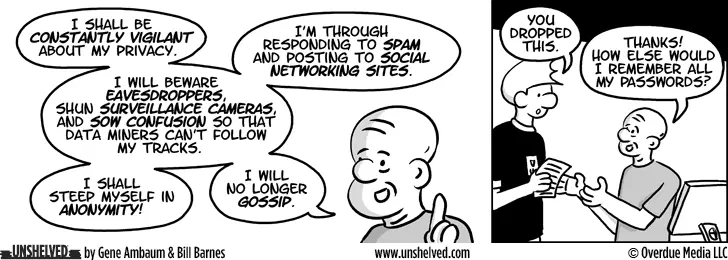 I SHALL BE
CONSTANTLY VIGILANT
ABOUT MY PRIVACY.
I'M THROUGH
RESPONDING TO SPAM
AND POSTING TO SOCIAL
NETWORKING SITES.
I WILL BEWARE
EAVESDROPPERS,
SHUN SURVEILLANCE CAMERAS,
AND SOW CONFUSION SO THAT
DATA MINERS CAN'T FOLLOW
MY TRACKS.
I SHALL
STEEP MYSELF IN
ANONYMITY!
I WILL
NO LONGER
GOSSIP.
YOU
DROPPED
THIS.
THANKS!
HOW ELSE WOULD
I REMEMBER ALL
MY PASSWORDS?
UNSHELVED by Gene Ambaum & Bill Barnes
www.unshelved.com
© Overdue Media LLC